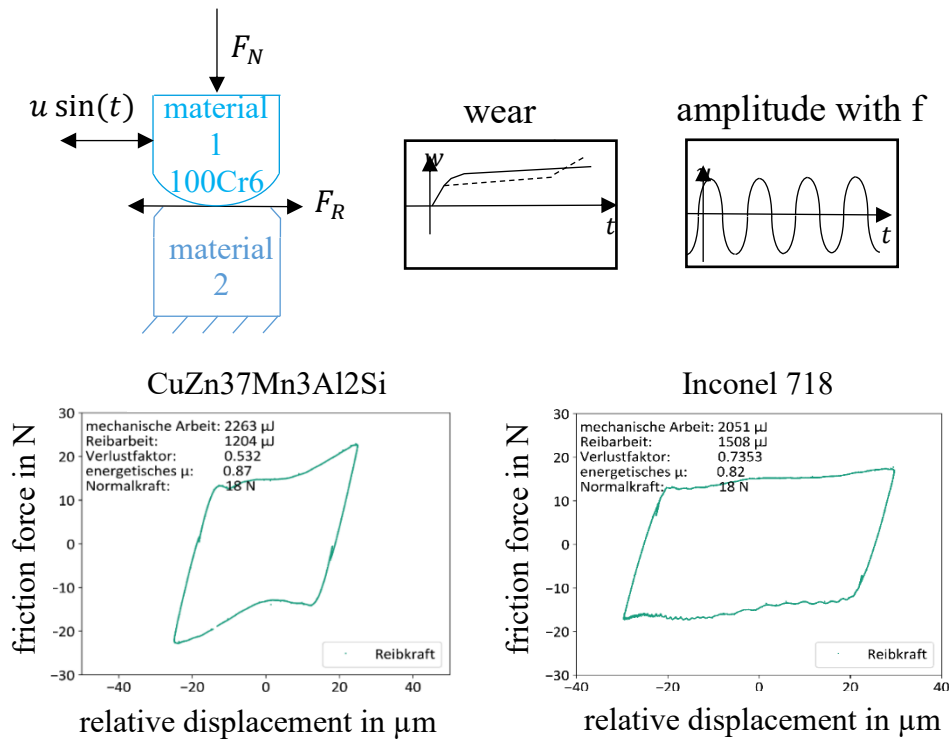 F_N
u sin(t)
material
1
100Cr6
F_R
material
2
wear
w
t
amplitude with f
u
t
CuZn37Mn3Al2Si
friction force in N
30
20
10
0
−10
−20
−30
mechanische Arbeit: 2263 µJ
Reibarbeit: 1204 µJ
Verlustfaktor: 0.532
energetisches µ: 0.87
Normalkraft: 18 N
Reibkraft
−40 −20 0 20 40
relative displacement in µm
Inconel 718
friction force in N
30
20
10
0
−10
−20
−30
mechanische Arbeit: 2051 µJ
Reibarbeit: 1508 µJ
Verlustfaktor: 0.7353
energetisches µ: 0.82
Normalkraft: 18 N
Reibkraft
−40 −20 0 20 40
relative displacement in µm